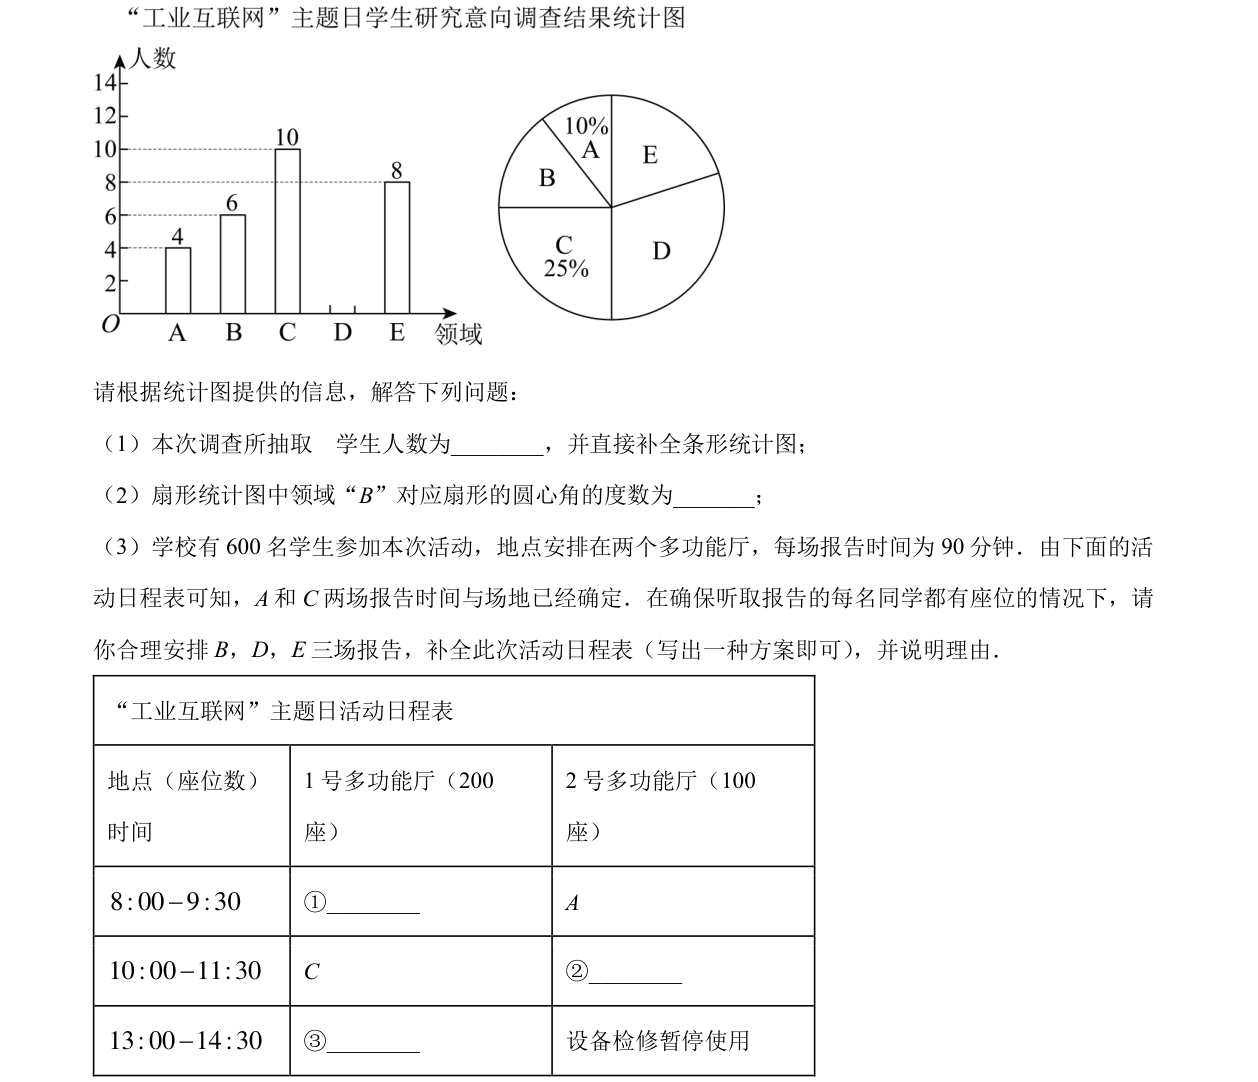 “工业互联网”主题日学生研究意向调查结果统计图
人数
14
12
10
8
6
4
2
O
4
6
10
8
A B C D E 领域
10%
A
E
B
C
25%
D
请根据统计图提供的信息，解答下列问题：
（1）本次调查所抽取 学生人数为________，并直接补全条形统计图；
（2）扇形统计图中领域“B”对应扇形的圆心角的度数为_______；
（3）学校有 600 名学生参加本次活动，地点安排在两个多功能厅，每场报告时间为 90 分钟．由下面的活
动日程表可知，A 和 C 两场报告时间与场地已经确定．在确保听取报告的每名同学都有座位的情况下，请
你合理安排 B，D，E 三场报告，补全此次活动日程表（写出一种方案即可），并说明理由．
“工业互联网”主题日活动日程表
地点（座位数）
时间
1 号多功能厅（200
座）
2 号多功能厅（100
座）
8:00-9:30 ①________ A
10:00-11:30 C ②________
13:00-14:30 ③________ 设备检修暂停使用